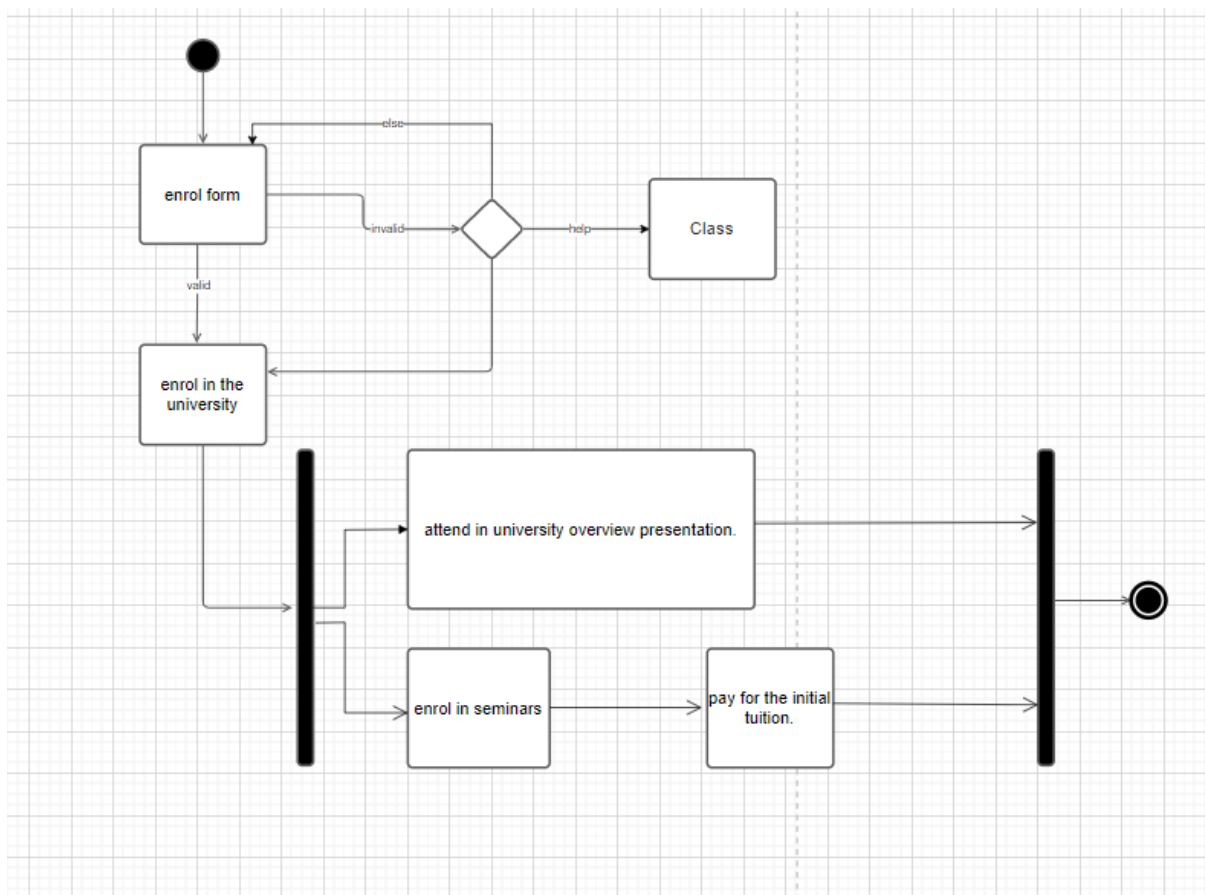 else
enrol form
invalid
help
Class
valid
enrol in the
university
attend in university overview presentation.
enrol in seminars
pay for the initial
tuition.